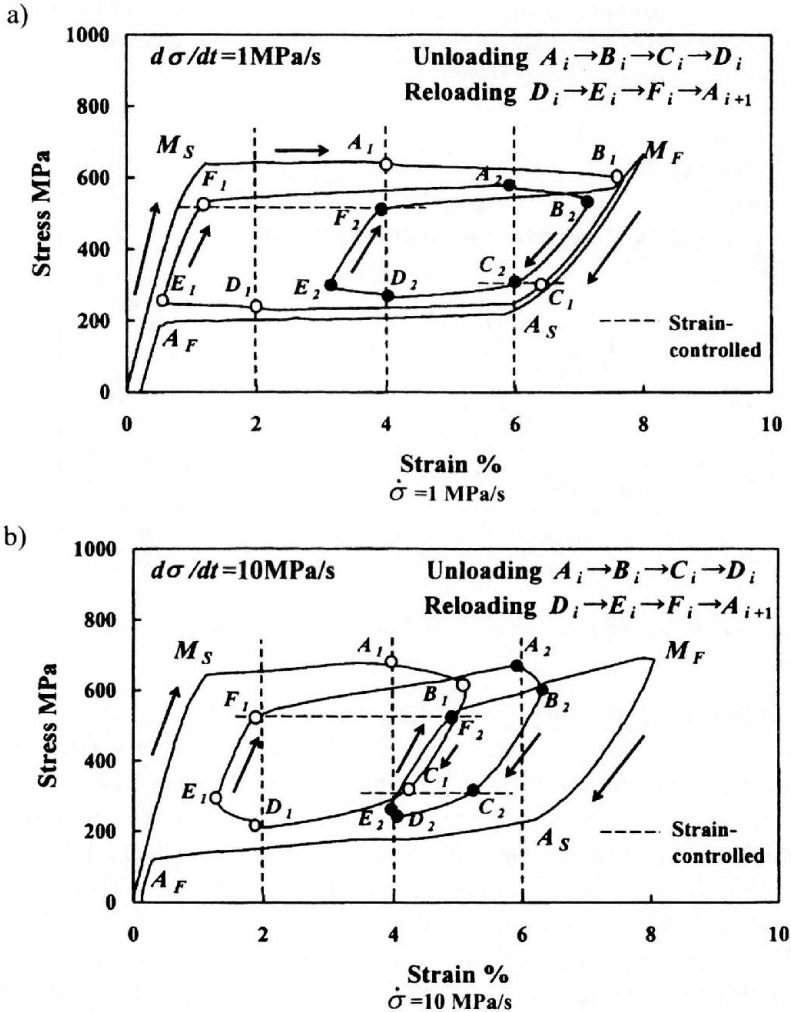 a)
1000
800
600
400
200
0
Stress MPa
dσ/dt=1MPa/s
Unloading A_i→B_i→C_i→D_i
Reloading D_i→E_i→F_i→A_{i+1}
M_S
A_1
B_1
M_F
F_1
A_2
F_2
B_2
E_1
D_1
E_2
D_2
C_2
C_1
A_F
A_S
Strain-
controlled
0 2 4 6 8 10
Strain %
σ̇ =1 MPa/s
b)
1000
800
600
400
200
0
Stress MPa
dσ/dt=10MPa/s
Unloading A_i→B_i→C_i→D_i
Reloading D_i→E_i→F_i→A_{i+1}
M_S
A_1
A_2
M_F
F_1
B_1
B_2
F_2
E_1
D_1
C_1
E_2
D_2
C_2
A_F
A_S
Strain-
controlled
0 2 4 6 8 10
Strain %
σ̇ =10 MPa/s